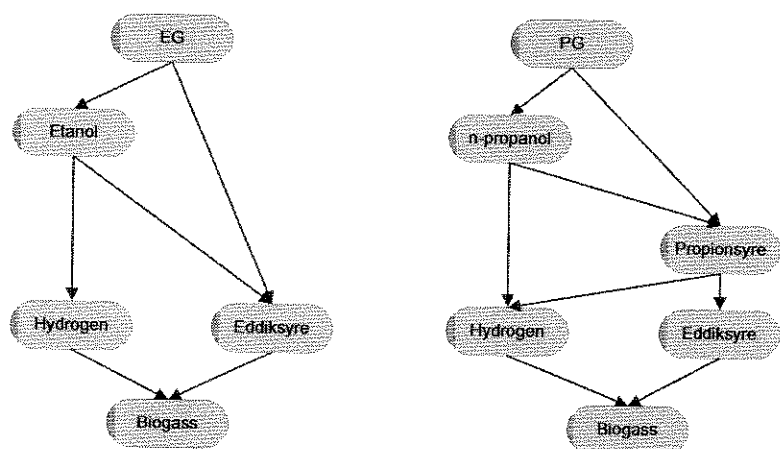 EG
Etanol
Hydrogen
Eddiksyre
Biogass
PG
n-propanol
Propionsyre
Hydrogen
Eddiksyre
Biogass